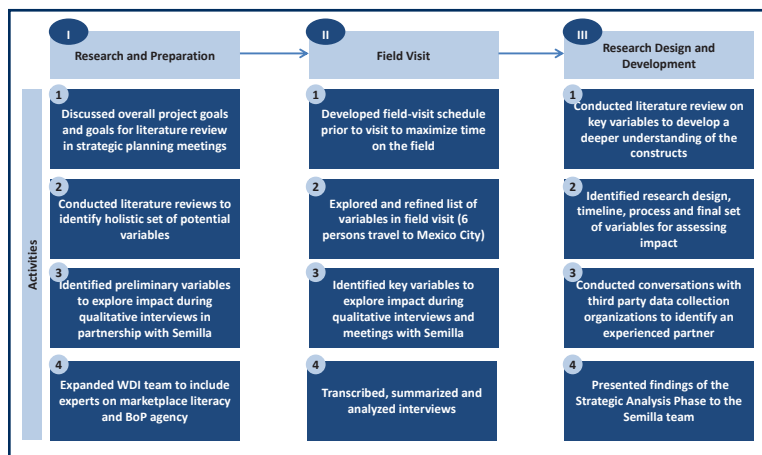 I
Research and Preparation
II
Field Visit
III
Research Design and
Development
Activities
1
Discussed overall project goals
and goals for literature review
in strategic planning meetings
2
Conducted literature reviews to
identify holistic set of potential
variables
3
Identified preliminary variables
to explore impact during
qualitative interviews in
partnership with Semilla
4
Expanded WDI team to include
experts on marketplace literacy
and BoP agency
1
Developed field-visit schedule
prior to visit to maximize time
on the field
2
Explored and refined list of
variables in field visit (6
persons travel to Mexico City)
3
Identified key variables to
explore impact during
qualitative interviews and
meetings with Semilla
4
Transcribed, summarized and
analyzed interviews
1
Conducted literature review on
key variables to develop a
deeper understanding of the
constructs
2
Identified research design,
timeline, process and final set
of variables for assessing
impact
3
Conducted conversations with
third party data collection
organizations to identify an
experienced partner
4
Presented findings of the
Strategic Analysis Phase to the
Semilla team